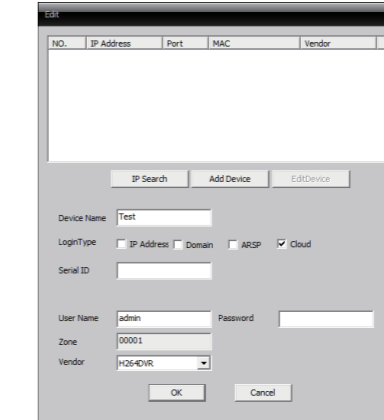 Edit
NO. IP Address Port MAC Vendor
IP Search Add Device EditDevice
Device Name Test
LoginType IP Address Domain ARSP Cloud
Serial ID
User Name admin Password
Zone 00001
Vendor H264DVR
OK Cancel